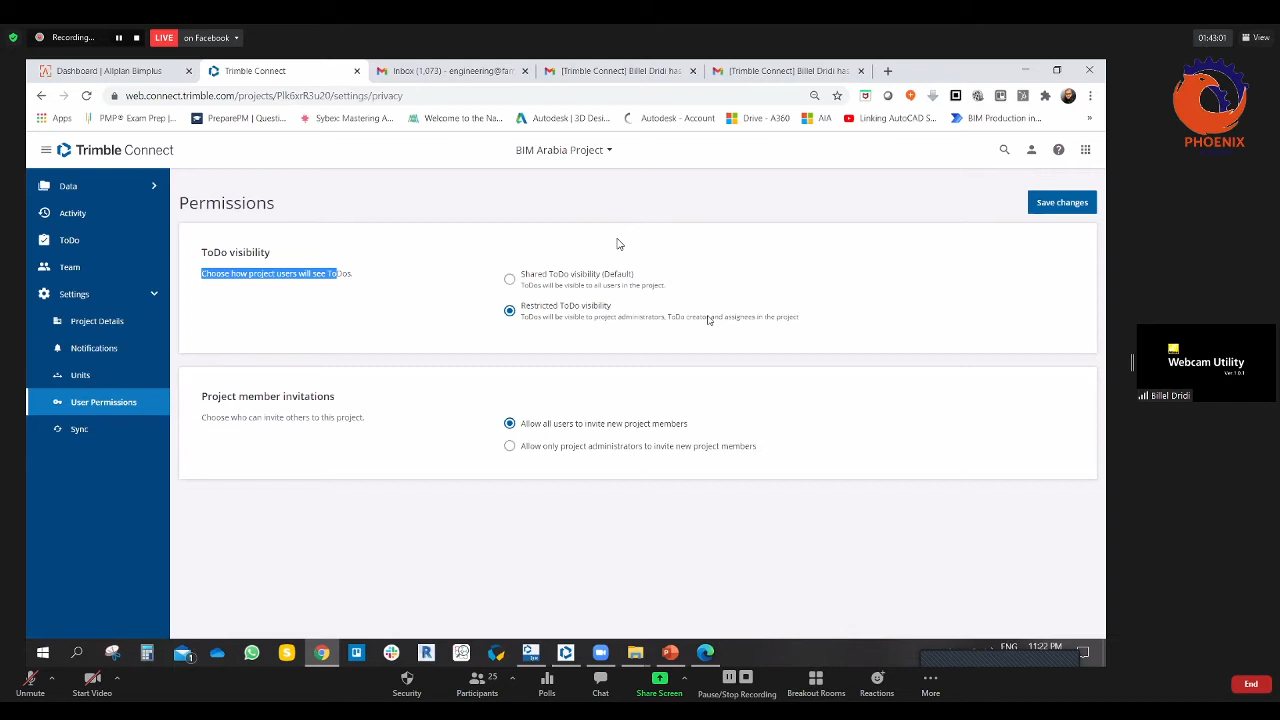 Recording...
LIVE on Facebook
01:43:01
View
Dashboard | Allplan Bimplus
Trimble Connect
Inbox (1,073) - engineering@fan
[Trimble Connect] Billel Dridi has
[Trimble Connect] Billel Dridi has
web.connect.trimble.com/projects/Plk6xrR3u20/settings/privacy
Apps
PMP® Exam Prep |...
PreparePM | Questi...
Sybex: Mastering A...
Welcome to the Na...
Autodesk | 3D Desi...
Autodesk - Account
Drive - A360
AIA
Linking AutoCAD S...
BIM Production in...
PHOENIX
Trimble Connect
BIM Arabia Project
Data
Activity
ToDo
Team
Settings
Project Details
Notifications
Units
User Permissions
Sync
Permissions
Save changes
ToDo visibility
Choose how project users will see ToDos.
Shared ToDo visibility (Default)
ToDos will be visible to all users in the project.
Restricted ToDo visibility
ToDos will be visible to project administrators, ToDo creator and assignees in the project
Project member invitations
Choose who can invite others to this project.
Allow all users to invite new project members
Allow only project administrators to invite new project members
Webcam Utility
Ver.1.0.1
Billel Dridi
1
ENG
11:22 PM
Unmute
Start Video
Security
Participants
25
Polls
Chat
Share Screen
Pause/Stop Recording
Breakout Rooms
Reactions
More
End